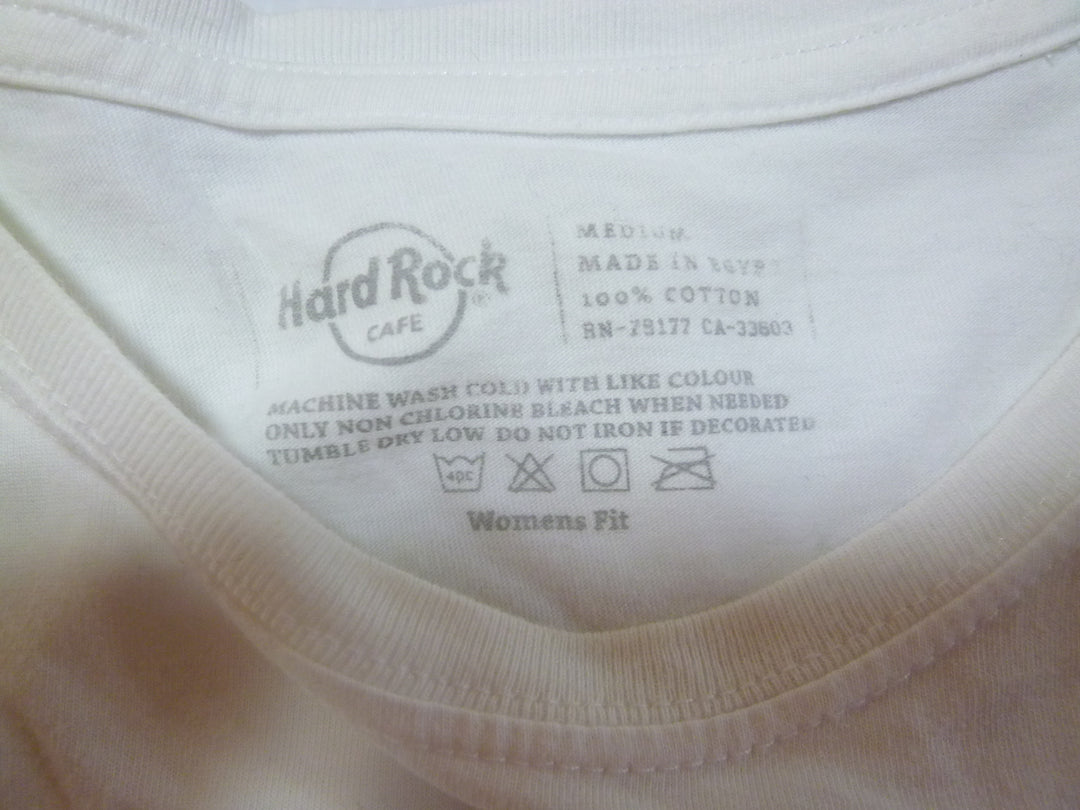 Hard Rock
CAFE
MEDIUM
MADE IN EGYPT
100% COTTON
RN-78177 CA-33603
MACHINE WASH COLD WITH LIKE COLOUR
ONLY NON CHLORINE BLEACH WHEN NEEDED
TUMBLE DRY LOW DO NOT IRON IF DECORATED
Womens Fit